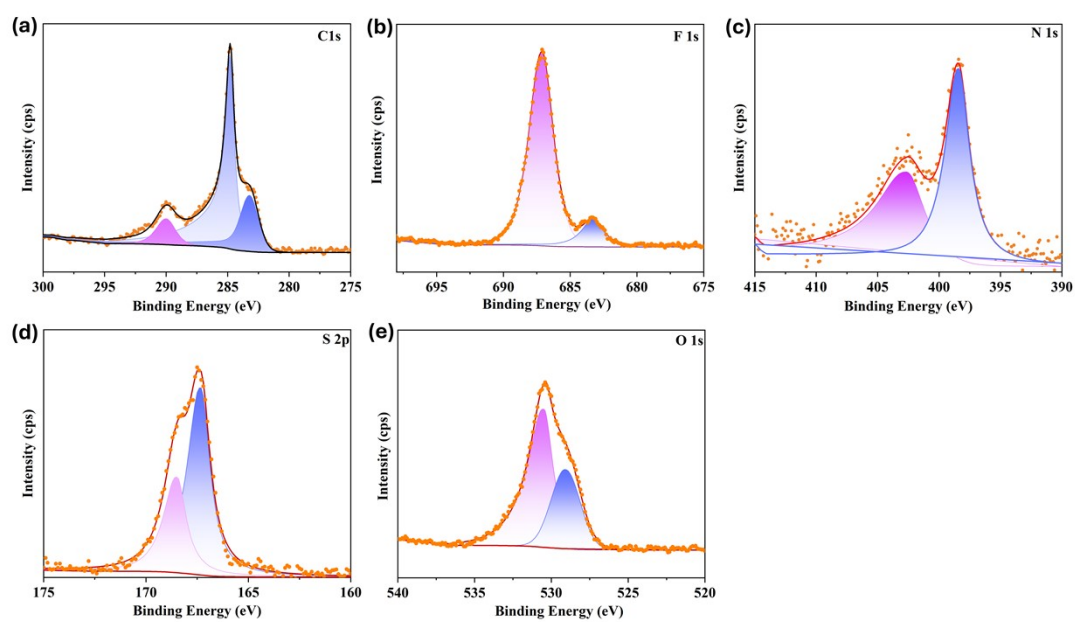 (a)
C1s
Intensity (cps)
300 295 290 285 280 275
Binding Energy (eV)
(b)
F 1s
Intensity (cps)
695 690 685 680 675
Binding Energy (eV)
(c)
N 1s
Intensity (cps)
415 410 405 400 395 390
Binding Energy (eV)
(d)
S 2p
Intensity (cps)
175 170 165 160
Binding Energy (eV)
(e)
O 1s
Intensity (cps)
540 535 530 525 520
Binding Energy (eV)